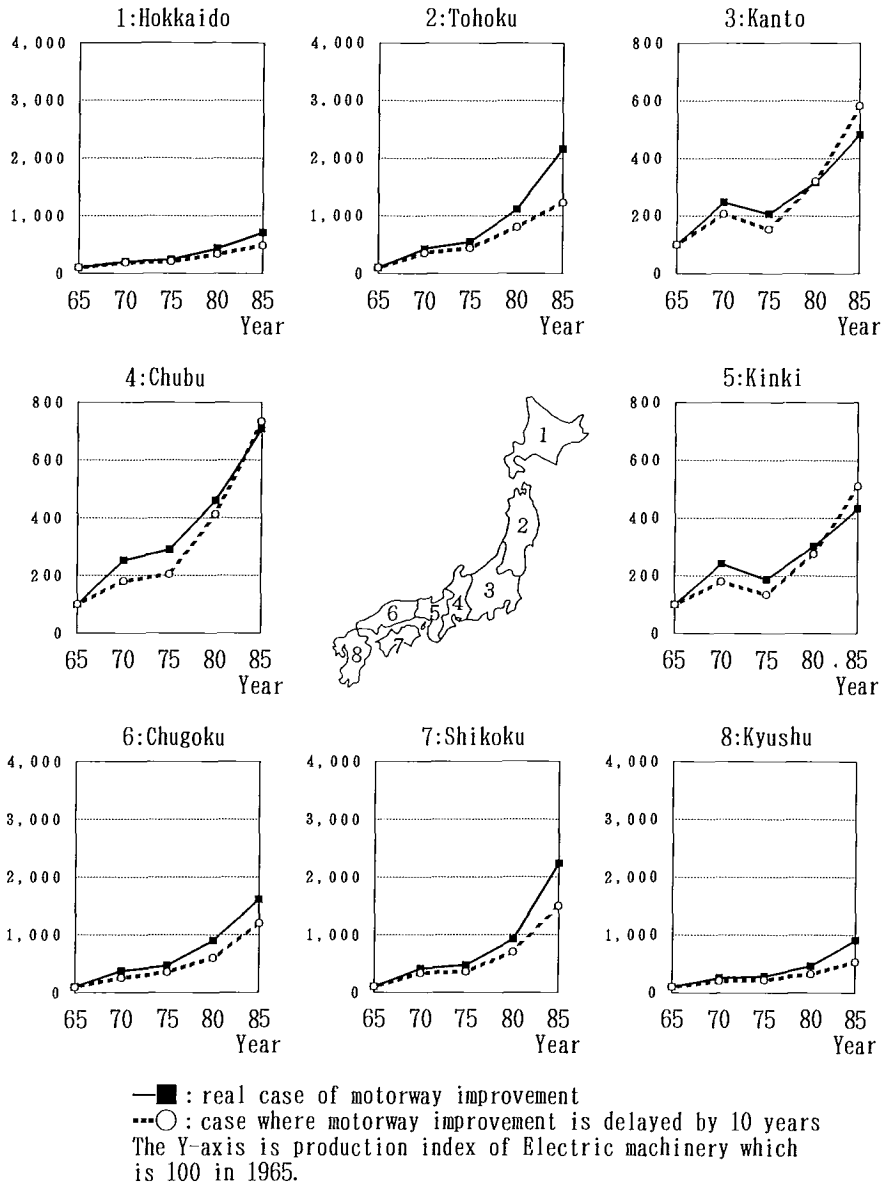 1:Hokkaido
4,000
3,000
2,000
1,000
0
65 70 75 80 85
Year
2:Tohoku
4,000
3.000
2,000
1,000
0
65 70 75 80 85
Year
3:Kanto
800
600
400
200
0
65 70 75 80 85
Year
4:Chubu
800
600
400
200
0
65 70 75 80 85
Year
1
2
3
4
5
6
7
8
5:Kinki
800
600
400
200
0
65 70 75 80 . 85
Year
6:Chugoku
4,000
3,000
2,000
1,000
0
65 70 75 80 85
Year
7:Shikoku
4,000
3,000
2,000
1,000
0
65 70 75 80 85
Year
8:Kyushu
4,000
3,000
2,000
1,000
0
65 70 75 80 85
Year
: real case of motorway improvement
: case where motorway improvement is delayed by 10 years
The Y-axis is production index of Electric machinery which
is 100 in 1965.